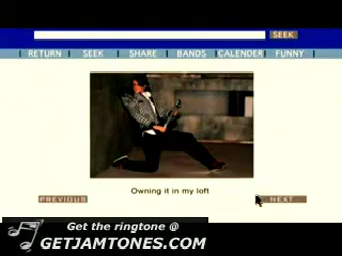 SEEK
RETURN SEEK SHARE BANDS CALENDER FUNNY
Owning it in my loft
PREVIOUS NEXT
Get the ringtone @
GETJAMTONES.COM